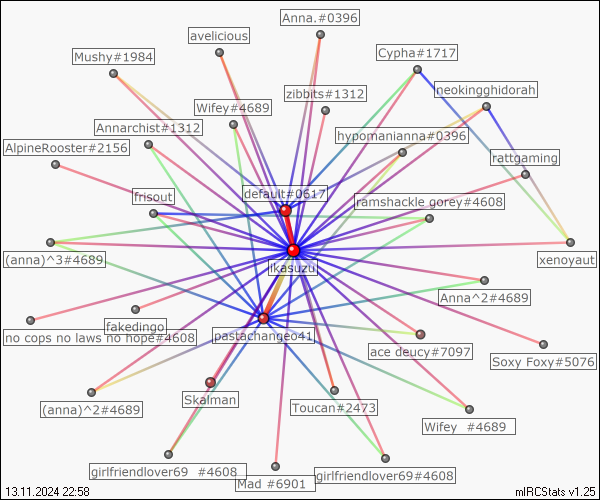 Anna.#0396
avelicious
Cypha#1717
Mushy#1984
neokingghidorah
zibbits#1312
Wifey#4689
Annarchist#1312
hypomanianna#0396
AlpineRooster#2156
rattgaming
default#0617
frisout
ramshackle gorey#4608
(anna)^3#4689
xenoyaut
ikasuzu
Anna^2#4689
fakedingo
no cops no laws no hope#4608
pastachangeo41
ace deucy#7097
Soxy Foxy#5076
Skalman
(anna)^2#4689
Toucan#2473
Wifey  #4689
girlfriendlover69  #4608
girlfriendlover69#4608
Mad #6901
13.11.2024 22:58
mIRCStats v1.25